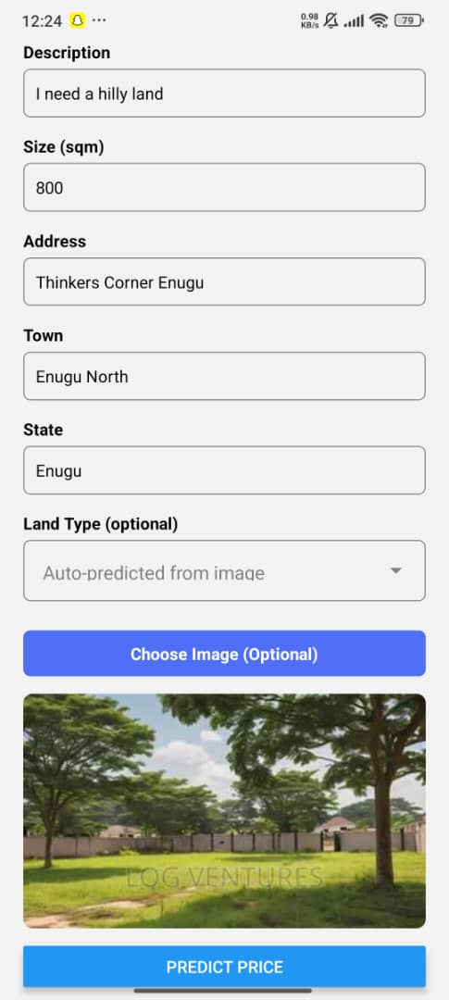 12:24
0.98
KB/s
79
Description
I need a hilly land
Size (sqm)
800
Address
Thinkers Corner Enugu
Town
Enugu North
State
Enugu
Land Type (optional)
Auto-predicted from image
Choose Image (Optional)
LOG VENTURES
PREDICT PRICE